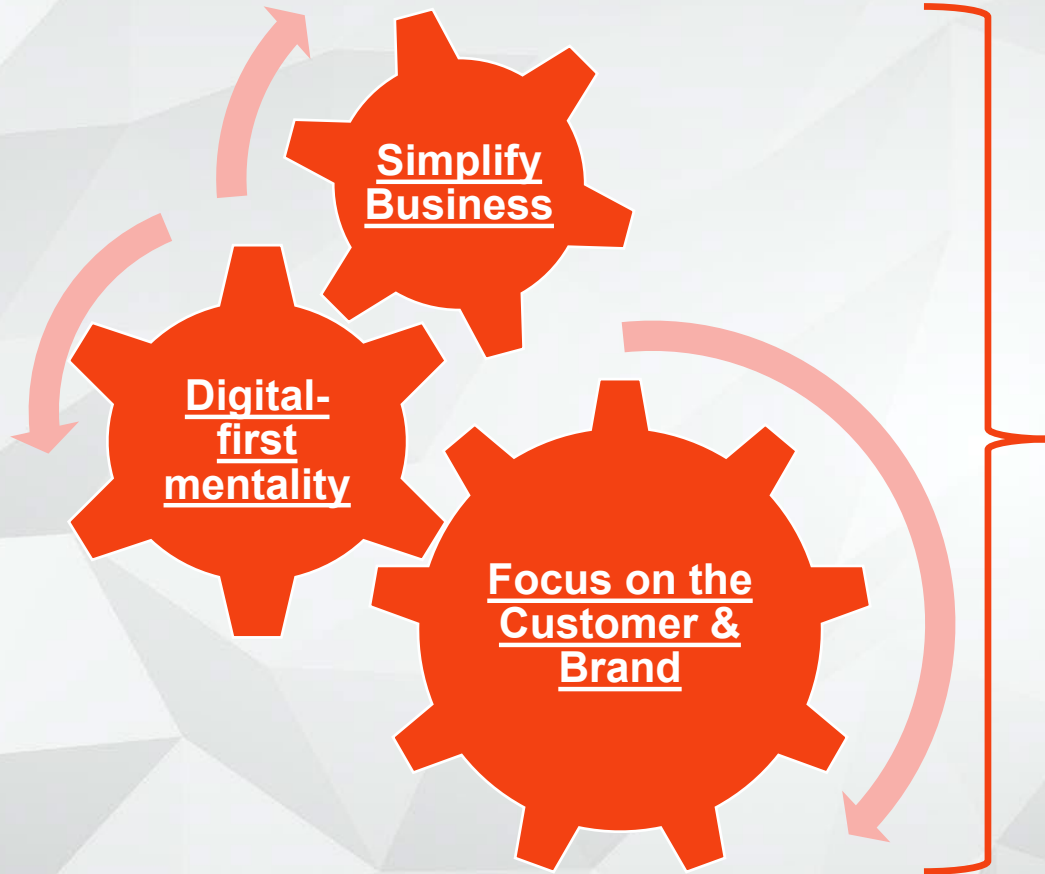 Simplify
Business
Digital-
first
mentality
Focus on the
Customer &
Brand